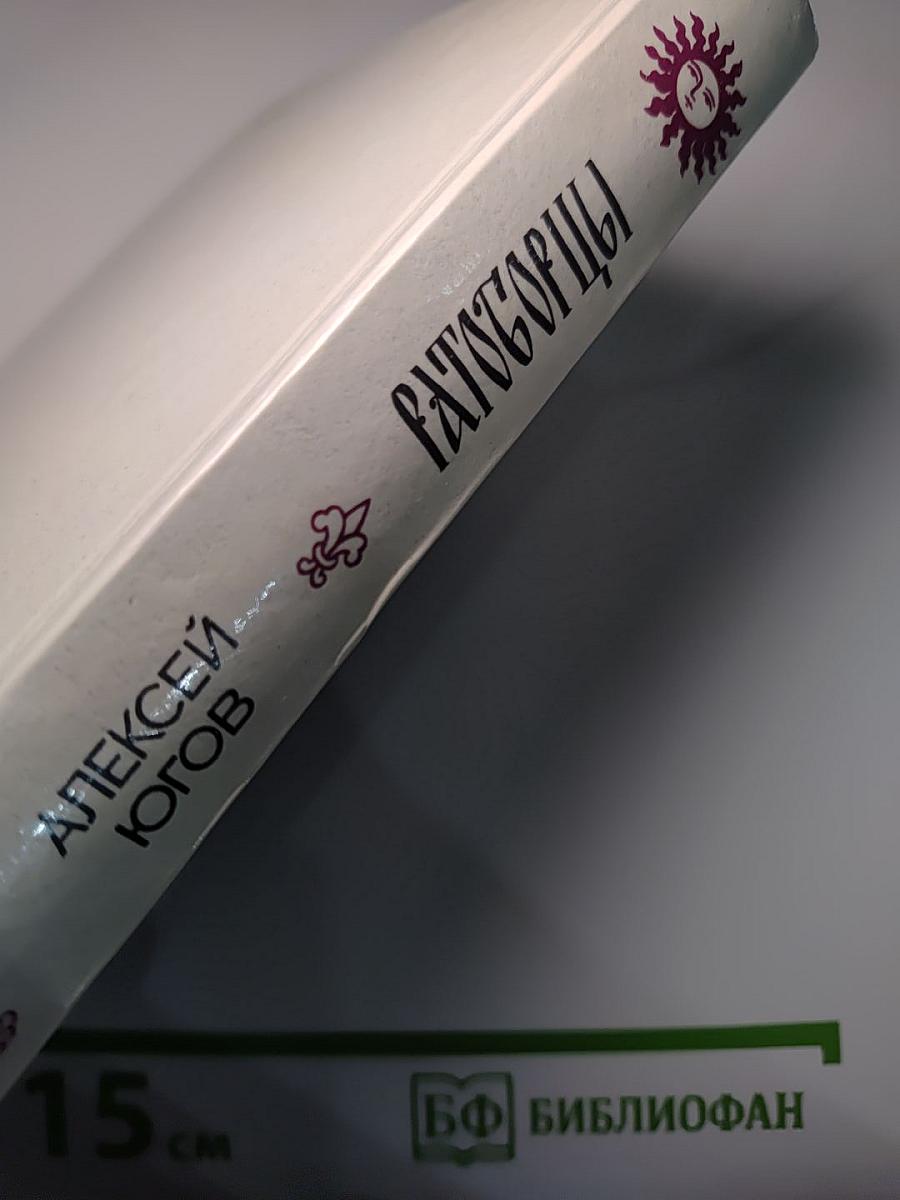 АЛЕКСЕЙ
ЮГОВ
РАТОБОРЦЫ
15 см
БФ БИБЛИОФАН